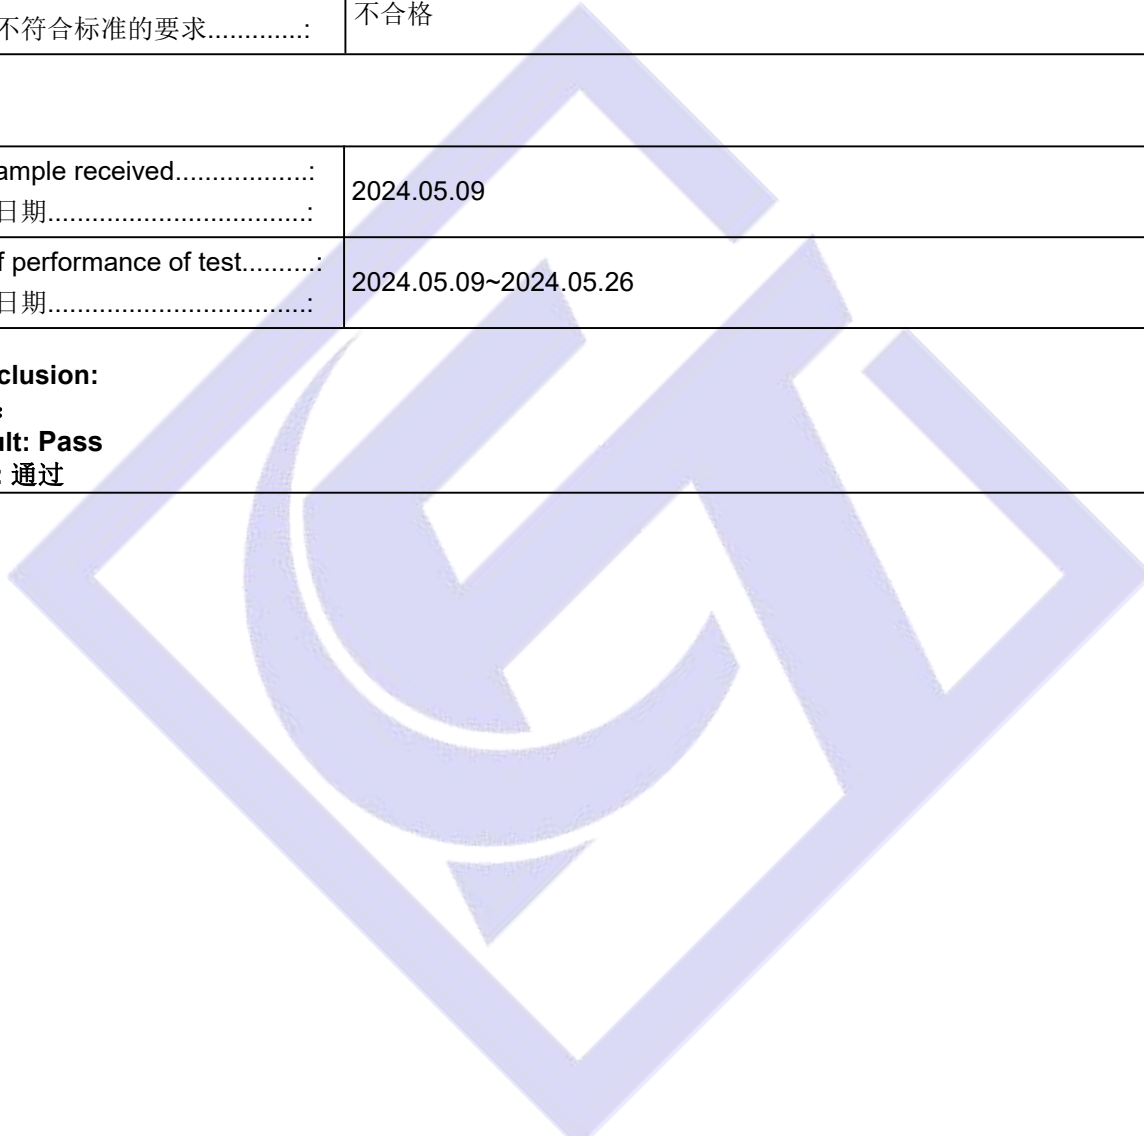 不符合标准的要求.............:
不合格
ample received..................:
日期...................................:
2024.05.09
f performance of test..........:
日期...................................:
2024.05.09~2024.05.26
clusion:
:
ult: Pass
: 通过